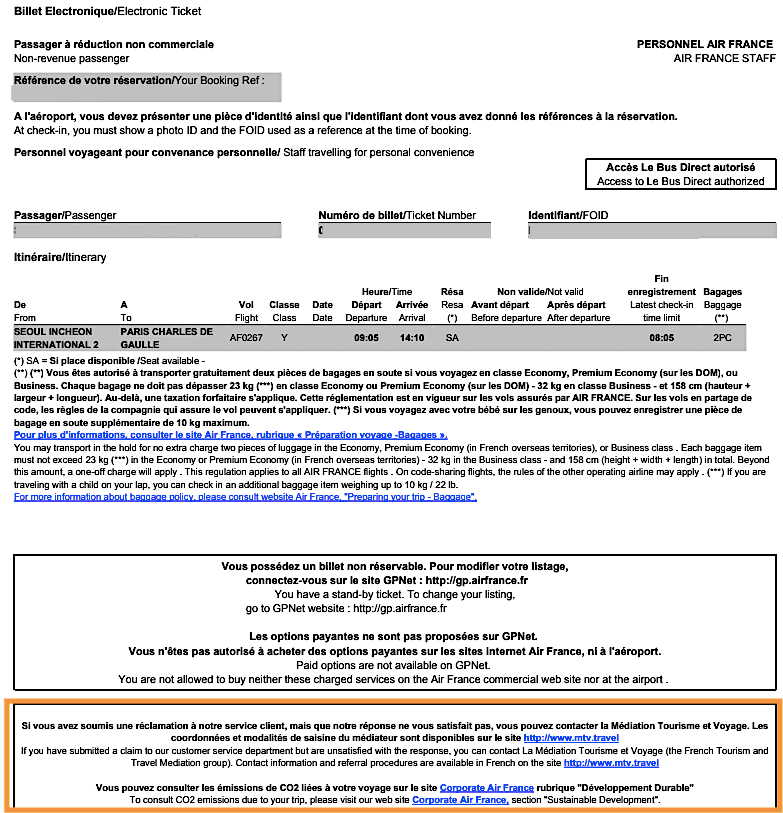 Billet Electronique/Electronic Ticket
Passager à réduction non commerciale
Non-revenue passenger
PERSONNEL AIR FRANCE
AIR FRANCE STAFF
Référence de votre réservation/Your Booking Ref :
A l'aéroport, vous devez présenter une pièce d'identité ainsi que l'identifiant dont vous avez donné les références à la réservation.
At check-in, you must show a photo ID and the FOID used as a reference at the time of booking.
Personnel voyageant pour convenance personnelle/ Staff travelling for personal convenience
Accès Le Bus Direct autorisé
Access to Le Bus Direct authorized
Passager/Passenger Numéro de billet/Ticket Number Identifiant/FOID
Itinéraire/Itinerary
Heure/Time Résa Non valide/Not valid Fin enregistrement Bagages
De A Vol Classe Date Départ Arrivée Resa Avant départ Après départ Latest check-in Baggage
From To Flight Class Date Departure Arrival (*) Before departure After departure time limit (**)
SEOUL INCHEON INTERNATIONAL 2 PARIS CHARLES DE GAULLE AF0267 Y 09:05 14:10 SA 08:05 2PC
(*) SA = Si place disponible /Seat available -
(**) (**) Vous êtes autorisé à transporter gratuitement deux pièces de bagages en soute si vous voyagez en classe Economy, Premium Economy (sur les DOM), ou
Business. Chaque bagage ne doit pas dépasser 23 kg (***) en classe Economy ou Premium Economy (sur les DOM) - 32 kg en classe Business - et 158 cm (hauteur +
largeur + longueur). Au-delà, une taxation forfaitaire s'applique. Cette réglementation est en vigueur sur les vols assurés par AIR FRANCE. Sur les vols en partage de
code, les règles de la compagnie qui assure le vol peuvent s'appliquer. (***) Si vous voyagez avec votre bébé sur les genoux, vous pouvez enregistrer une pièce de
bagage en soute supplémentaire de 10 kg maximum.
Pour plus d'informations, consulter le site Air France, rubrique « Préparation voyage -Bagages ».
You may transport in the hold for no extra charge two pieces of luggage in the Economy, Premium Economy (in French overseas territories), or Business class . Each baggage item
must not exceed 23 kg (***) in the Economy or Premium Economy (in French overseas territories) - 32 kg in the Business class - and 158 cm (height + width + length) in total. Beyond
this amount, a one-off charge will apply . This regulation applies to all AIR FRANCE flights . On code-sharing flights, the rules of the other operating airline may apply . (***) If you are
traveling with a child on your lap, you can check in an additional baggage item weighing up to 10 kg / 22 lb.
For more information about baggage policy, please consult website Air France, "Preparing your trip - Baggage".
Vous possédez un billet non réservable. Pour modifier votre listage,
connectez-vous sur le site GPNet : http://gp.airfrance.fr
You have a stand-by ticket. To change your listing,
go to GPNet website : http://gp.airfrance.fr
Les options payantes ne sont pas proposées sur GPNet.
Vous n'êtes pas autorisé à acheter des options payantes sur les sites internet Air France, ni à l'aéroport.
Paid options are not available on GPNet.
You are not allowed to buy neither these charged services on the Air France commercial web site nor at the airport .
Si vous avez soumis une réclamation à notre service client, mais que notre réponse ne vous satisfait pas, vous pouvez contacter la Médiation Tourisme et Voyage. Les
coordonnées et modalités de saisine du médiateur sont disponibles sur le site http://www.mtv.travel
If you have submitted a claim to our customer service department but are unsatisfied with the response, you can contact La Médiation Tourisme et Voyage (the French Tourism and
Travel Mediation group). Contact information and referral procedures are available in French on the site http://www.mtv.travel
Vous pouvez consulter les émissions de CO2 liées à votre voyage sur le site Corporate Air France rubrique "Développement Durable"
To consult CO2 emissions due to your trip, please visit our web site Corporate Air France, section "Sustainable Development".